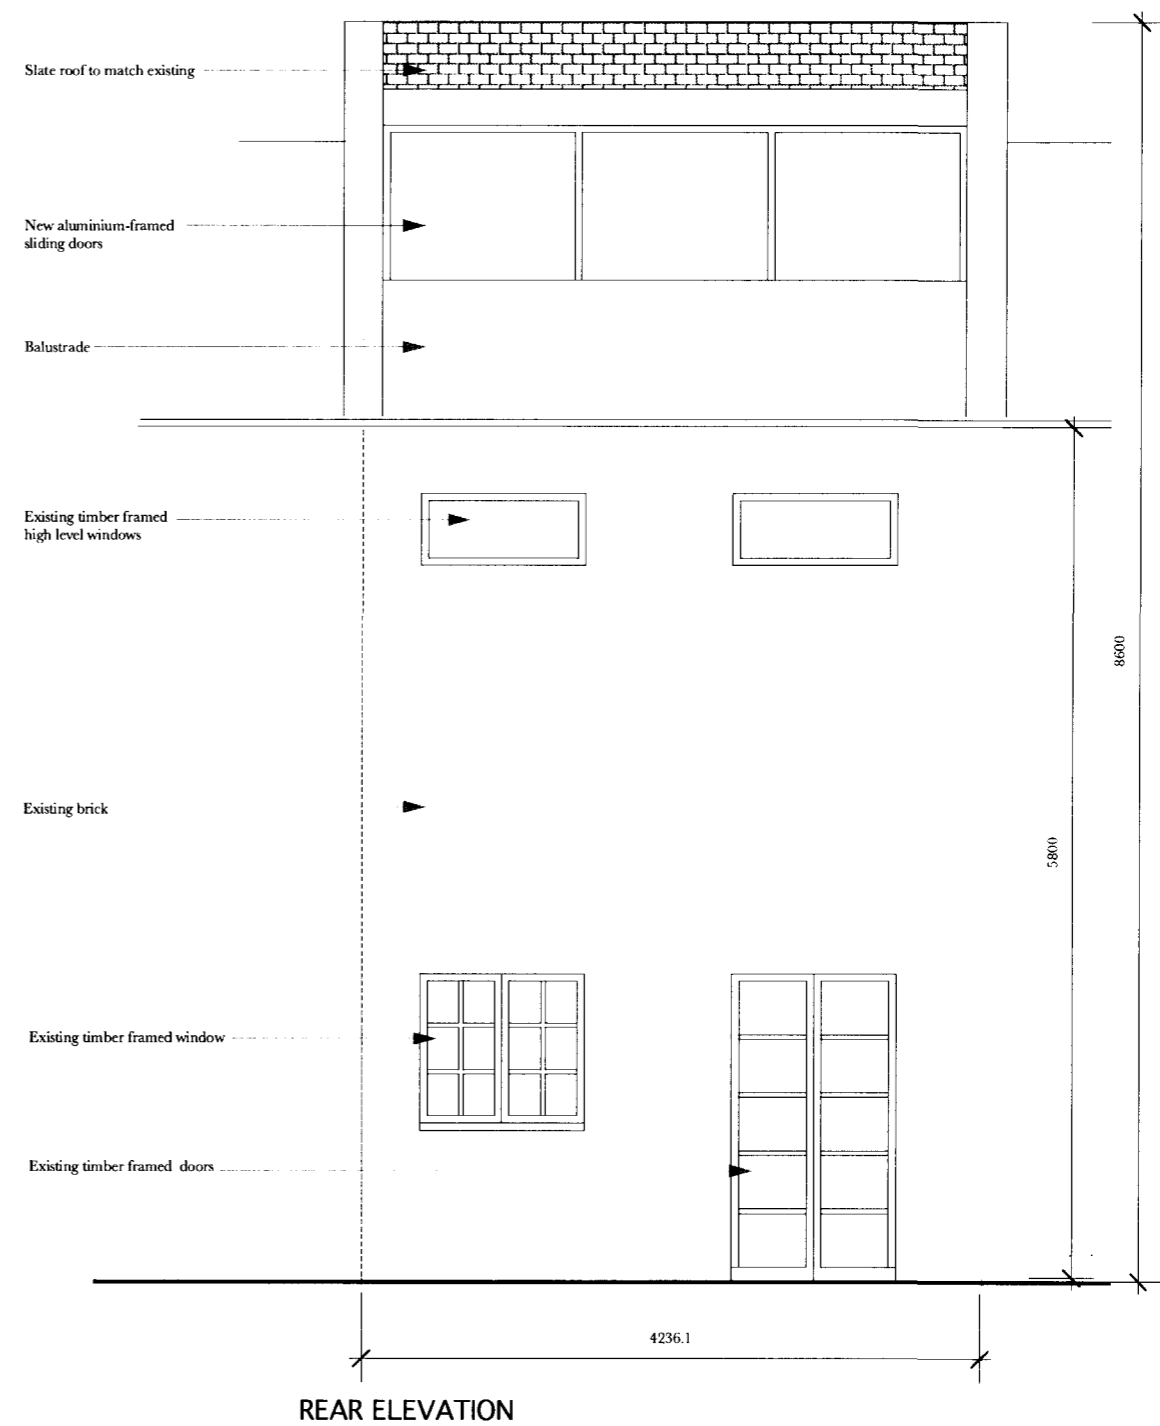 Slate roof to match existing
New aluminium-framed
sliding doors
Balustrade
Existing timber framed
high level windows
8600
Existing brick
5800
Existing timber framed window
Existing timber framed doors
4236.1
REAR ELEVATION